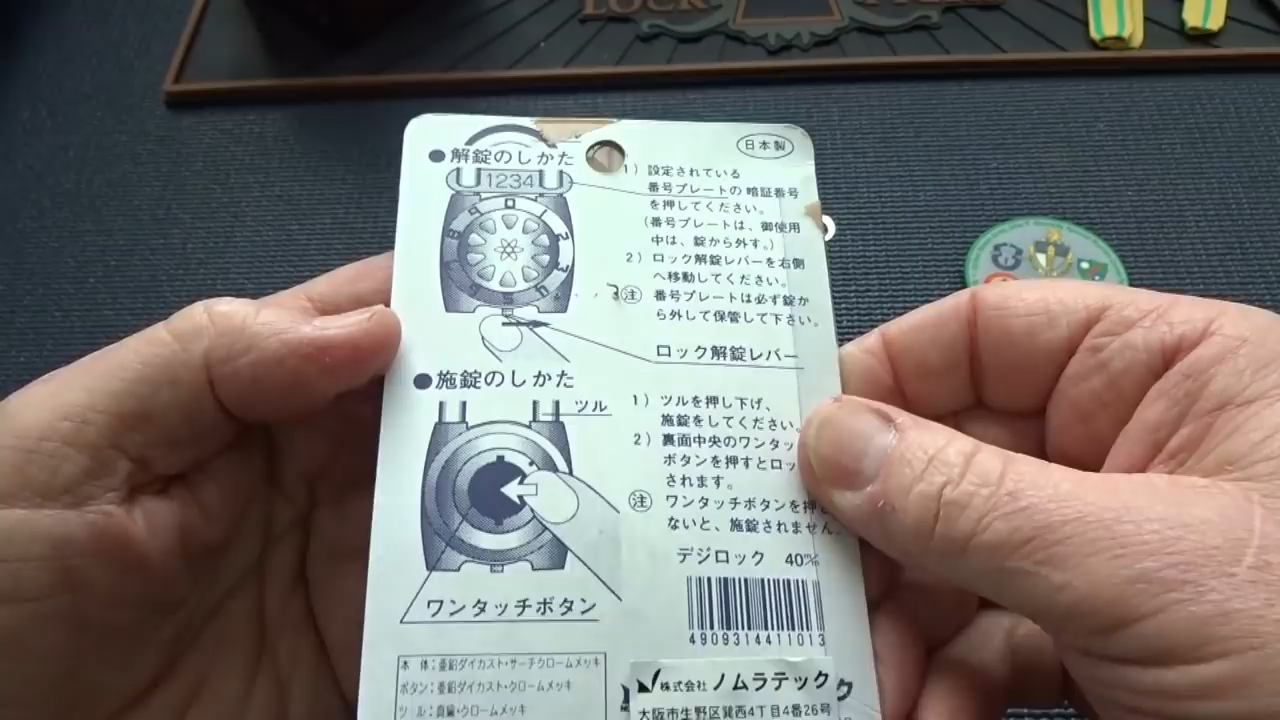 LOCK
日本製
●解錠のしかた
1234
1）設定されている
番号プレートの暗証番号
を押してください。
（番号プレートは、御使用
中は、錠から外す。）
2）ロック解錠レバーを右側
へ移動してください。
注 番号プレートは必ず錠か
ら外して保管して下さい。
ロック解錠レバー
●施錠のしかた
ツル
1）ツルを押し下げ、
施錠をしてください。
2）裏面中央のワンタッ
ボタンを押すとロッ
されます。
注 ワンタッチボタンを押
ないと、施錠されません
ワンタッチボタン
デジロック 40m/m
4909314411013
本体：亜鉛ダイカスト・サーチクロームメッキ
ボタン：亜鉛ダイカスト・クロームメッキ
ツル：真鍮・クロームメッキ
株式会社ノムラテック
大阪市生野区巽西4丁目4番26号